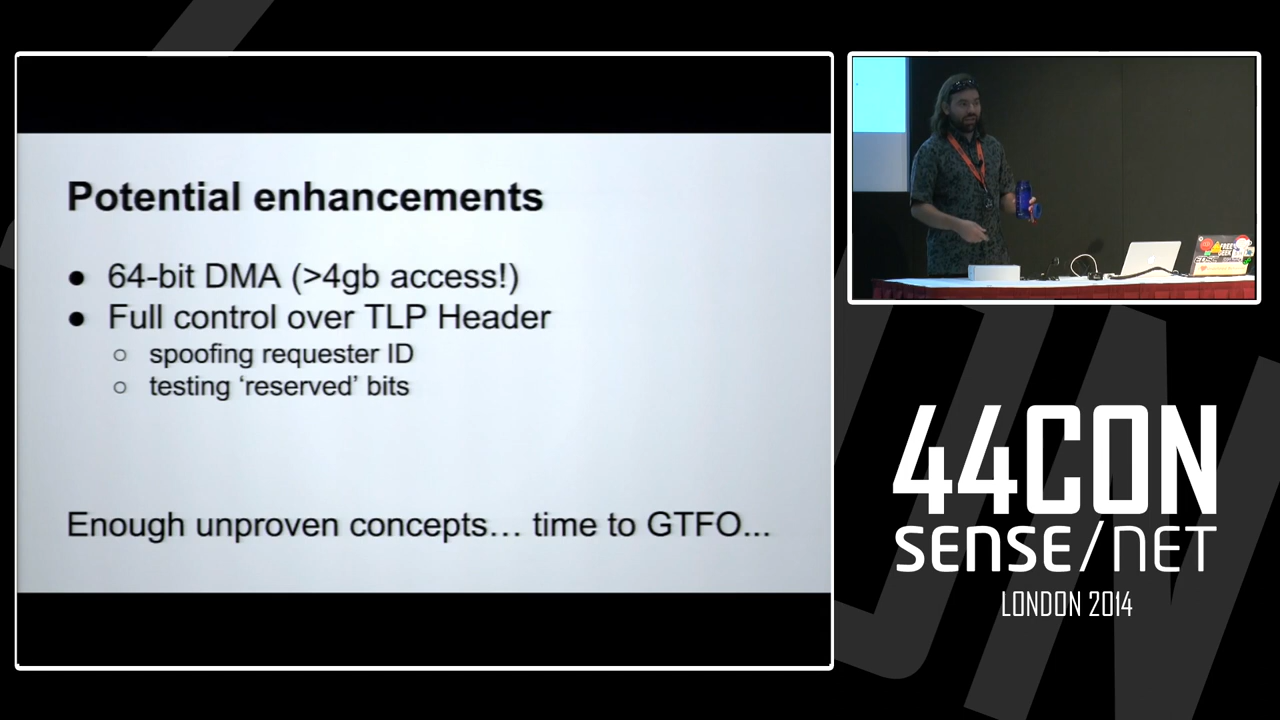 Potential enhancements
● 64-bit DMA (>4gb access!)
● Full control over TLP Header
○ spoofing requester ID
○ testing ‘reserved’ bits
Enough unproven concepts… time to GTFO...
44CON
SENSE/NET
LONDON 2014